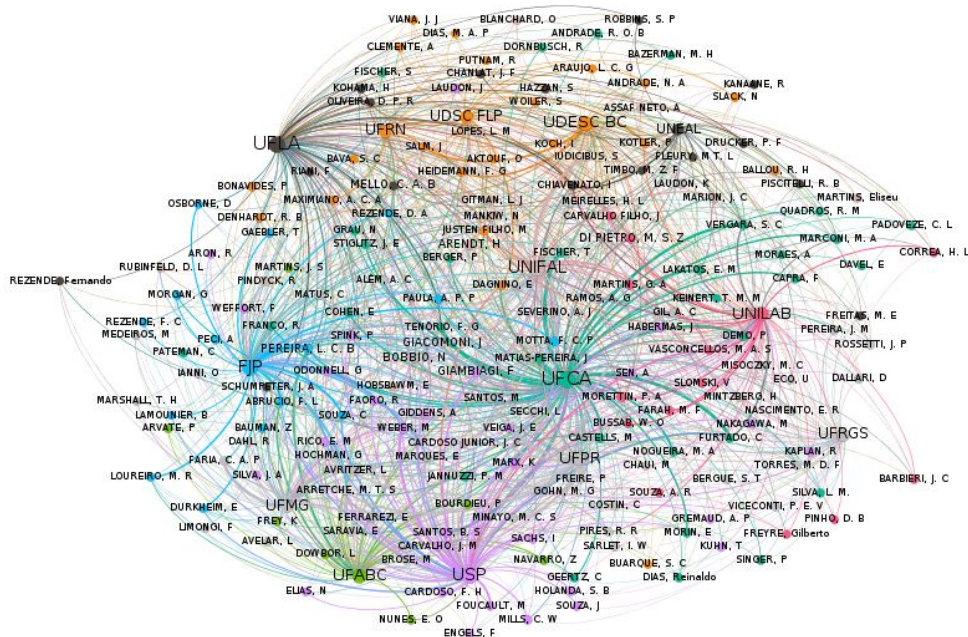 VIANA, J. J
BLANCHARD, O
ROBBINS, S. P
DIAS, M. A. P
ANDRADE, R. O. B
CLEMENTE, A
DORNBUSCH, R
BAZERMAN, M. H
PUTNAM, R
FISCHER, S
CHANLAT, J. F
ARAUJO, L. C. G
KOHAMA, H
LAUDON, J
HAZZAN, S
ANDRADE, N. A
KANAANE, R
OLIVEIRA, D. P. R
WOILER, S
SLACK, N
ASSAF NETO, A
UDSC FLP
UDESC BC
UFRN
UNEAL
UFLA
LOPES, L. M
KOCH, I
KOTLER, P
DRUCKER, P. F
SALM, J
IUDICIBUS, S
FLEURY, M T. L
BAVA, S. C
AKTOUF, O
RIANI, F
HEIDEMANN, F. G
TIMBO, M. Z. F
BALLOU, R. H
BONAVIDES, P
MELLO, C. A. B
CHIAVENATO, I
LAUDON, K
PISCITELLI, R. B
MAXIMIANO, A. C. A
GITMAN, L. J
MEIRELLES, H. L
MARION, J. C
MARTINS, Eliseu
OSBORNE, D
REZENDE, D. A
MANKIW, N
CARVALHO FILHO, J
QUADROS, R. M
DENHARDT, R. B
GRAU, N
JUSTEN FILHO, M
VERGARA, S. C
PADOVEZE, C. L
GAEBLER, T
STIGLITZ, J. E
ARENDT, H
DI PIETRO, M. S. Z
MARCONI, M. A
ARON, R
BERGER, P
FISCHER, T
MORAES, A
CORREA, H. L
RUBINFELD, D. L
MARTINS, J. S
UNIFAL
LAKATOS, E. M
DAVEL, E
REZENDE, Fernando
PINDYCK, R
ALEM, A. C
DAGNINO, E
MARTINS, G. A
CAPRA, F
MORGAN, G
MATUS, C
PAULA, A. P. P
RAMOS, A. G
KEINERT, T. M. M
WEFFORT, F
COHEN, E
SEVERINO, A. J
GIL, A. C
UNILAB
FREITAS, M. E
REZENDE, F. C
FRANCO, R
TENÓRIO, F. G
HABERMAS, J
PEREIRA, J. M
MEDEIROS, M
PECI, A
SPINK, P
GIACOMONI, J
MOTTA, F. C. P
DEMO, P
ROSSETTI, J. P
PATEMAN, C
PEREIRA, L. C. B
BOBBIO, N
MATIAS-PEREIRA, J
VASCONCELLOS, M. A. S
IANNI, O
FJP
ODONNELL, G
GIAMBIAGI, F
SEN, A
MISOCZKY, M. C
SCHUMPETER, J. A
HOBSBAWM, E
UFCA
SLOMSKI, V
ECO, U
DALLARI, D
MARSHALL, T. H
ABRUCIO, F. L
FAORO, R
SANTOS, M
MORETTIN, P. A
MINTZBERG, H
LAMOUNIER, B
SOUZA, C
GIDDENS, A
SECCHI, L
FARAH, M. F
NASCIMENTO, E. R
ARVATE, P
BAUMAN, Z
WEBER, M
VEIGA, J. E
BUSSAB, W. O
NAKAGAWA, M
DAHL, R
RICO, E. M
CARDOSO JUNIOR, J. C
CASTELLS, M
FURTADO, C
UFRGS
HOCHMAN, G
MARQUES, E
NOGUEIRA, M. A
KAPLAN, R
FARIA, C. A. P
AVRITZER, L
MARX, K
UFPR
CHAUI, M
TORRES, M. D. F
LOUREIRO, M. R
SILVA, J. A
JANNUZZI, P. M
FREIRE, P
BERGUE, S. T
BARBIERI, J. C
ARRETCHE, M. T. S
GOHN, M. G
SOUZA, A. R
SILVA, L. M.
DURKHEIM, E
UFMG
BOURDIEU, P
COSTIN, C
VICECONTI, P. E. V
LIMONGI, F
FREY, K
FERRAREZI, E
MINAYO, M. C. S
GREMAUD, A. P
PINHO, D. B
SARAVIA, E
SANTOS, B. S
PIRES, R. R
MORIN, E
FREYRE, Gilberto
AVELAR, L
CARVALHO, J. M
SACHS, I
SARLET, I. W
KUHN, T
DOWBOR, L
BROSE, M
NAVARRO, Z
BUARQUE, S. C
SINGER, P
UFABC
USP
GEERTZ, C
DIAS, Reinaldo
ELIAS, N
CARDOSO, F. H
HOLANDA, S. B
FOUCAULT, M
SOUZA, J
NUNES, E. O
MILLS, C. W
ENGELS, F